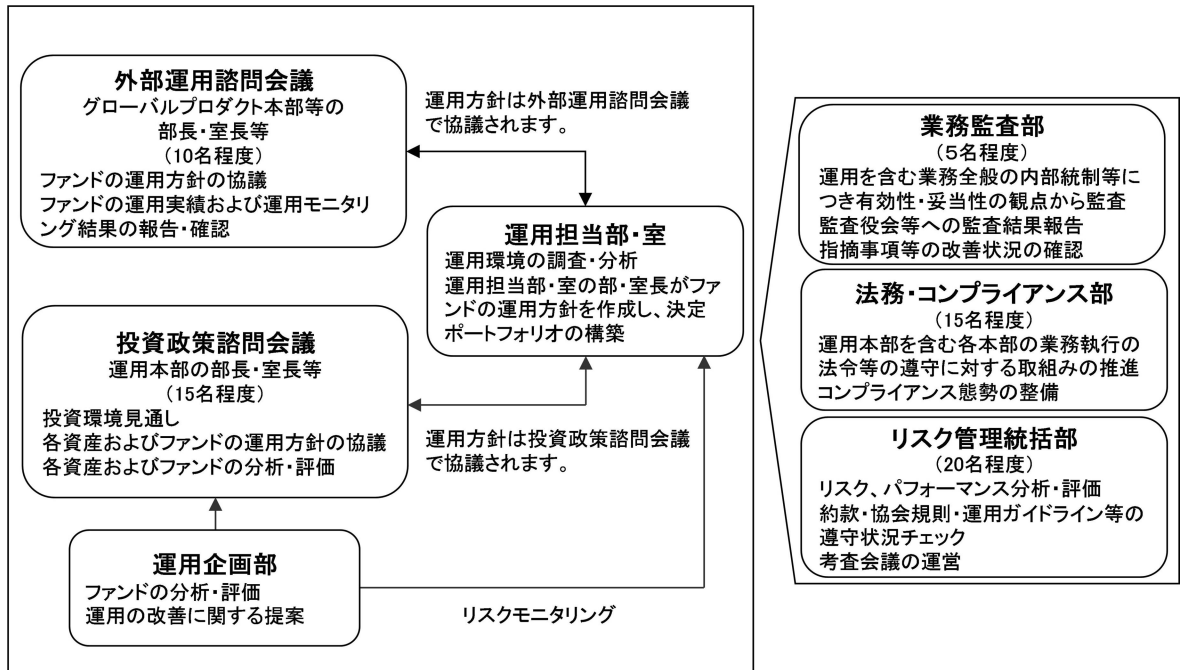 外部運用諮問会議
グローバルプロダクト本部等の
部長・室長等
(10名程度)
ファンドの運用方針の協議
ファンドの運用実績および運用モニタリ
ング結果の報告・確認
運用方針は外部運用諮問会議
で協議されます。
運用担当部・室
運用環境の調査・分析
運用担当部・室の部・室長がファ
ンドの運用方針を作成し、決定
ポートフォリオの構築
投資政策諮問会議
運用本部の部長・室長等
(15名程度)
投資環境見通し
各資産およびファンドの運用方針の協議
各資産およびファンドの分析・評価
運用方針は投資政策諮問会議
で協議されます。
運用企画部
ファンドの分析・評価
運用の改善に関する提案
リスクモニタリング
業務監査部
(5名程度)
運用を含む業務全般の内部統制等に
つき有効性・妥当性の観点から監査
監査役会等への監査結果報告
指摘事項等の改善状況の確認
法務・コンプライアンス部
(15名程度)
運用本部を含む各本部の業務執行の
法令等の遵守に対する取組みの推進
コンプライアンス態勢の整備
リスク管理統括部
(20名程度)
リスク、パフォーマンス分析・評価
約款・協会規則・運用ガイドライン等の
遵守状況チェック
考査会議の運営